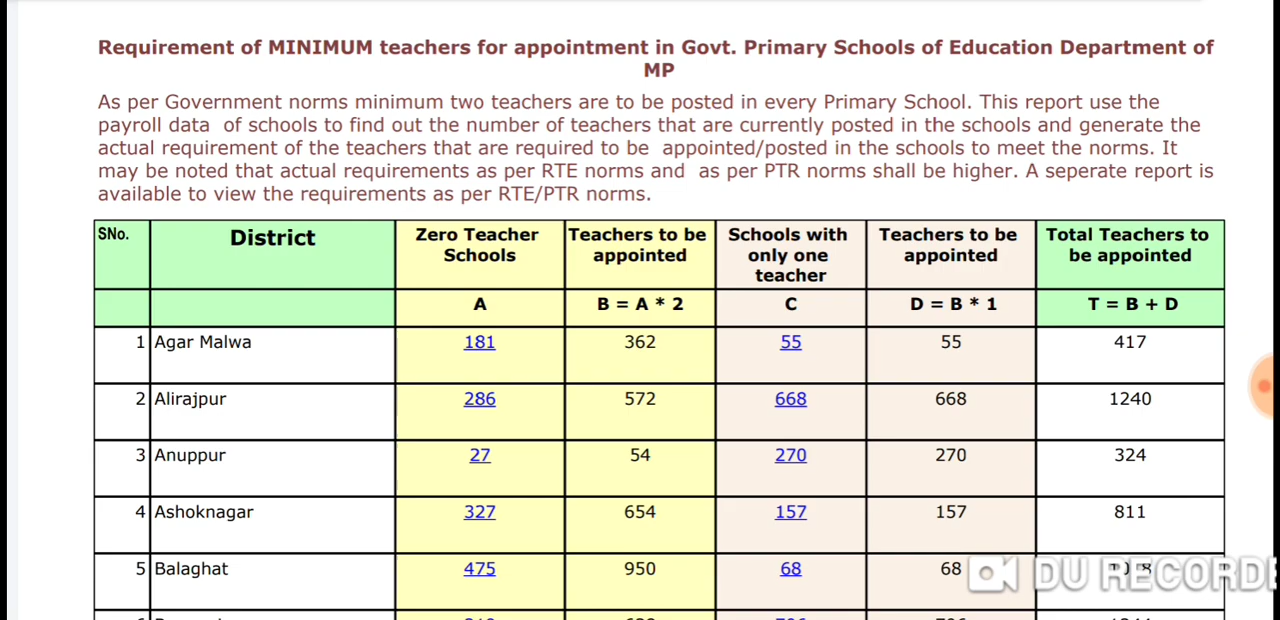 Requirement of MINIMUM teachers for appointment in Govt. Primary Schools of Education Department of
MP
As per Government norms minimum two teachers are to be posted in every Primary School. This report use the
payroll data of schools to find out the number of teachers that are currently posted in the schools and generate the
actual requirement of the teachers that are required to be appointed/posted in the schools to meet the norms. It
may be noted that actual requirements as per RTE norms and as per PTR norms shall be higher. A seperate report is
available to view the requirements as per RTE/PTR norms.
SNo. District Zero Teacher Schools Teachers to be appointed Schools with only one teacher Teachers to be appointed Total Teachers to be appointed
A B = A * 2 C D = B * 1 T = B + D
1 Agar Malwa 181 362 55 55 417
2 Alirajpur 286 572 668 668 1240
3 Anuppur 27 54 270 270 324
4 Ashoknagar 327 654 157 157 811
5 Balaghat 475 950 68 68
DU RECORDE